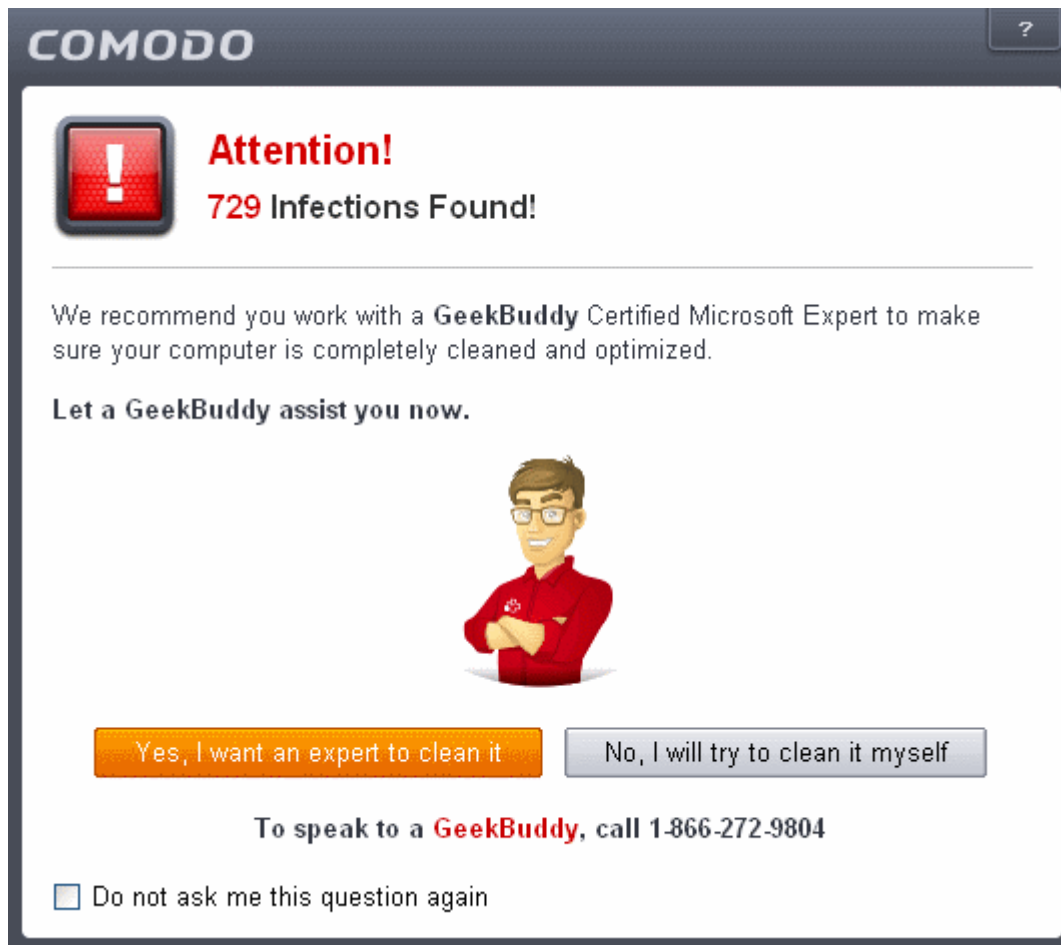 COMODO
?
Attention!
729 Infections Found!
We recommend you work with a GeekBuddy Certified Microsoft Expert to make
sure your computer is completely cleaned and optimized.
Let a GeekBuddy assist you now.
Yes, I want an expert to clean it
No, I will try to clean it myself
To speak to a GeekBuddy, call 1-866-272-9804
Do not ask me this question again